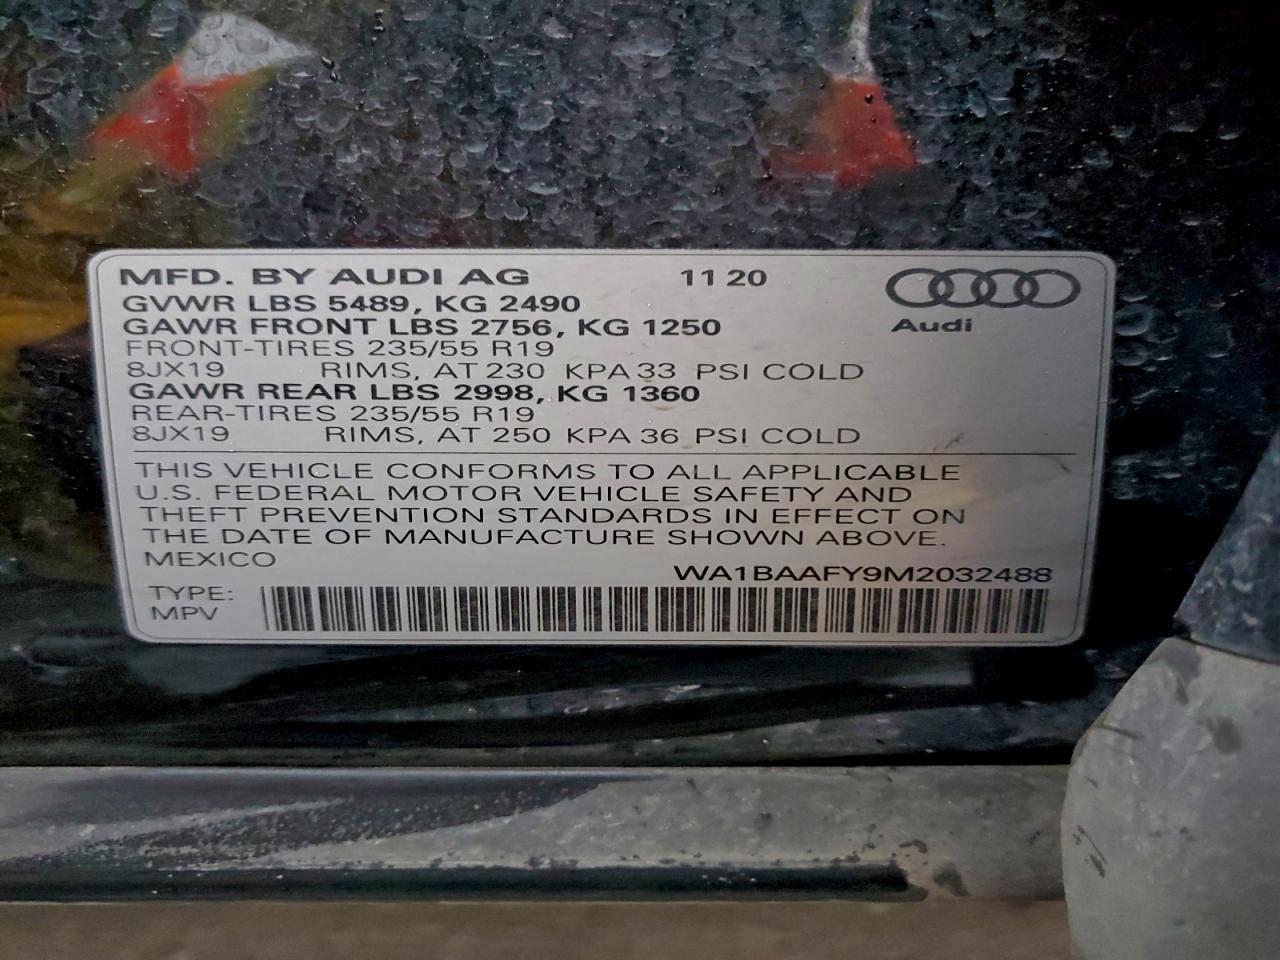 MFD. BY AUDI AG 11 20
GVWR LBS 5489, KG 2490
GAWR FRONT LBS 2756, KG 1250
Audi
FRONT-TIRES 235/55 R19
8JX19 RIMS, AT 230 KPA 33 PSI COLD
GAWR REAR LBS 2998, KG 1360
REAR-TIRES 235/55 R19
8JX19 RIMS, AT 250 KPA 36 PSI COLD
THIS VEHICLE CONFORMS TO ALL APPLICABLE
U.S. FEDERAL MOTOR VEHICLE SAFETY AND
THEFT PREVENTION STANDARDS IN EFFECT ON
THE DATE OF MANUFACTURE SHOWN ABOVE.
MEXICO
WA1BAAFY9M2032488
TYPE:
MPV